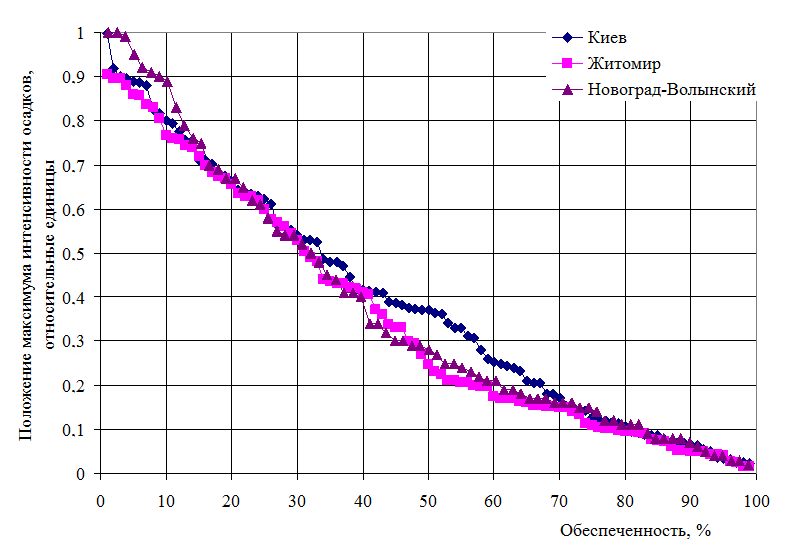 Киев
Житомир
Новоград-Волынский
Положение максимума интенсивности осадков,
относительные единицы
1
0.9
0.8
0.7
0.6
0.5
0.4
0.3
0.2
0.1
0
0 10 20 30 40 50 60 70 80 90 100
Обеспеченность, %